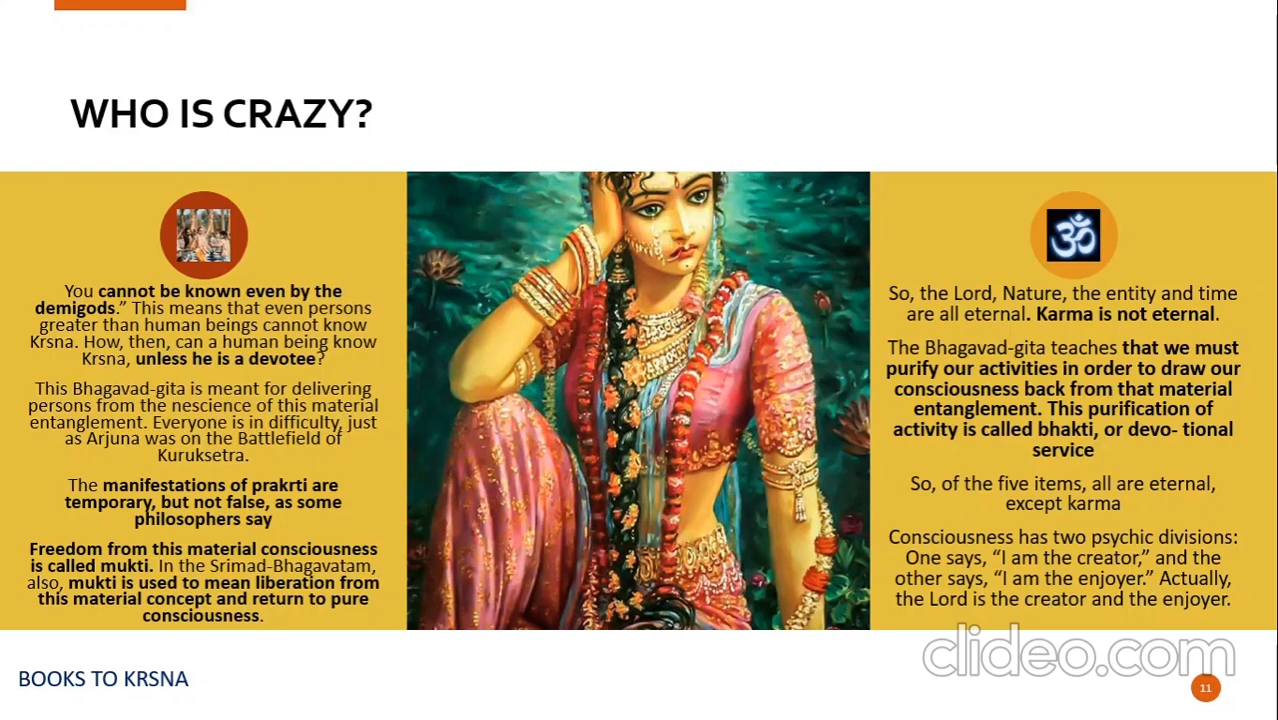 WHO IS CRAZY?
You cannot be known even by the
demigods.” This means that even persons
greater than human beings cannot know
Krsna. How, then, can a human being know
Krsna, unless he is a devotee?
This Bhagavad-gita is meant for delivering
persons from the nescience of this material
entanglement. Everyone is in difficulty, just
as Arjuna was on the Battlefield of
Kuruksetra.
The manifestations of prakrti are
temporary, but not false, as some
philosophers say
Freedom from this material consciousness
is called mukti. In the Srimad-Bhagavatam,
also, mukti is used to mean liberation from
this material concept and return to pure
consciousness.
ॐ
So, the Lord, Nature, the entity and time
are all eternal. Karma is not eternal.
The Bhagavad-gita teaches that we must
purify our activities in order to draw our
consciousness back from that material
entanglement. This purification of
activity is called bhakti, or devo- tional
service
So, of the five items, all are eternal,
except karma
Consciousness has two psychic divisions:
One says, “I am the creator,” and the
other says, “I am the enjoyer.” Actually,
the Lord is the creator and the enjoyer.
clideo.com
BOOKS TO KRSNA
11